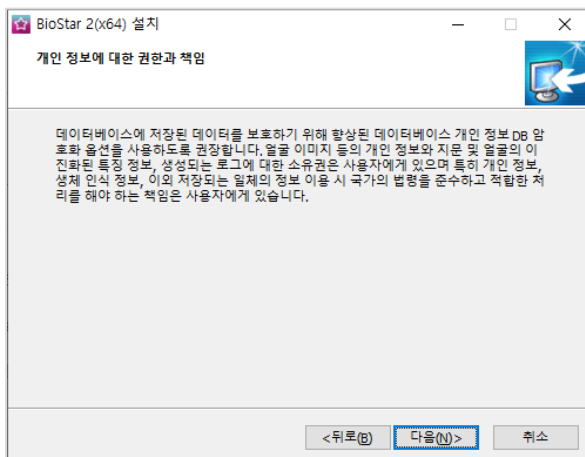 BioStar 2(x64) 설치
개인 정보에 대한 권한과 책임
데이터베이스에 저장된 데이터를 보호하기 위해 향상된 데이터베이스 개인 정보 DB 암
호화 옵션을 사용하도록 권장합니다. 얼굴 이미지 등의 개인 정보와 지문 및 얼굴의 이
진화된 특징 정보, 생성되는 로그에 대한 소유권은 사용자에게 있으며 특히 개인 정보,
생체 인식 정보, 이외 저장되는 일체의 정보 이용 시 국가의 법령을 준수하고 적합한 처
리를 해야 하는 책임은 사용자에게 있습니다.
<뒤로(B) 다음(N)> 취소